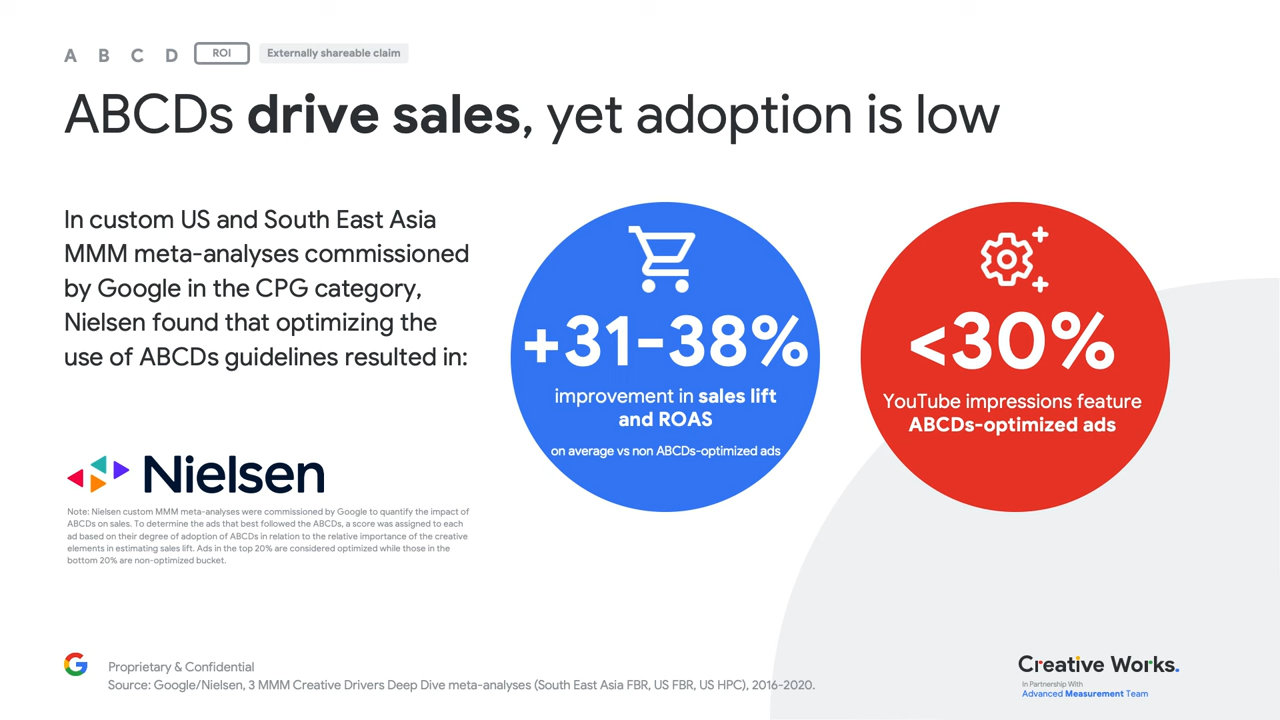 A B C D ROI Externally shareable claim
ABCDs drive sales, yet adoption is low
In custom US and South East Asia
MMM meta-analyses commissioned
by Google in the CPG category,
Nielsen found that optimizing the
use of ABCDs guidelines resulted in:
+31-38%
improvement in sales lift
and ROAS
on average vs non ABCDs-optimized ads
<30%
YouTube impressions feature
ABCDs-optimized ads
Nielsen
Note: Nielsen custom MMM meta-analyses were commissioned by Google to quantify the impact of
ABCDs on sales. To determine the ads that best followed the ABCDs, a score was assigned to each
ad based on their degree of adoption of ABCDs in relation to the relative importance of the creative
elements in estimating sales lift. Ads in the top 20% are considered optimized while those in the
bottom 20% are non-optimized bucket.
G
Proprietary & Confidential
Source: Google/Nielsen, 3 MMM Creative Drivers Deep Dive meta-analyses (South East Asia FBR, US FBR, US HPC), 2016-2020.
Creative Works.
In Partnership With
Advanced Measurement Team